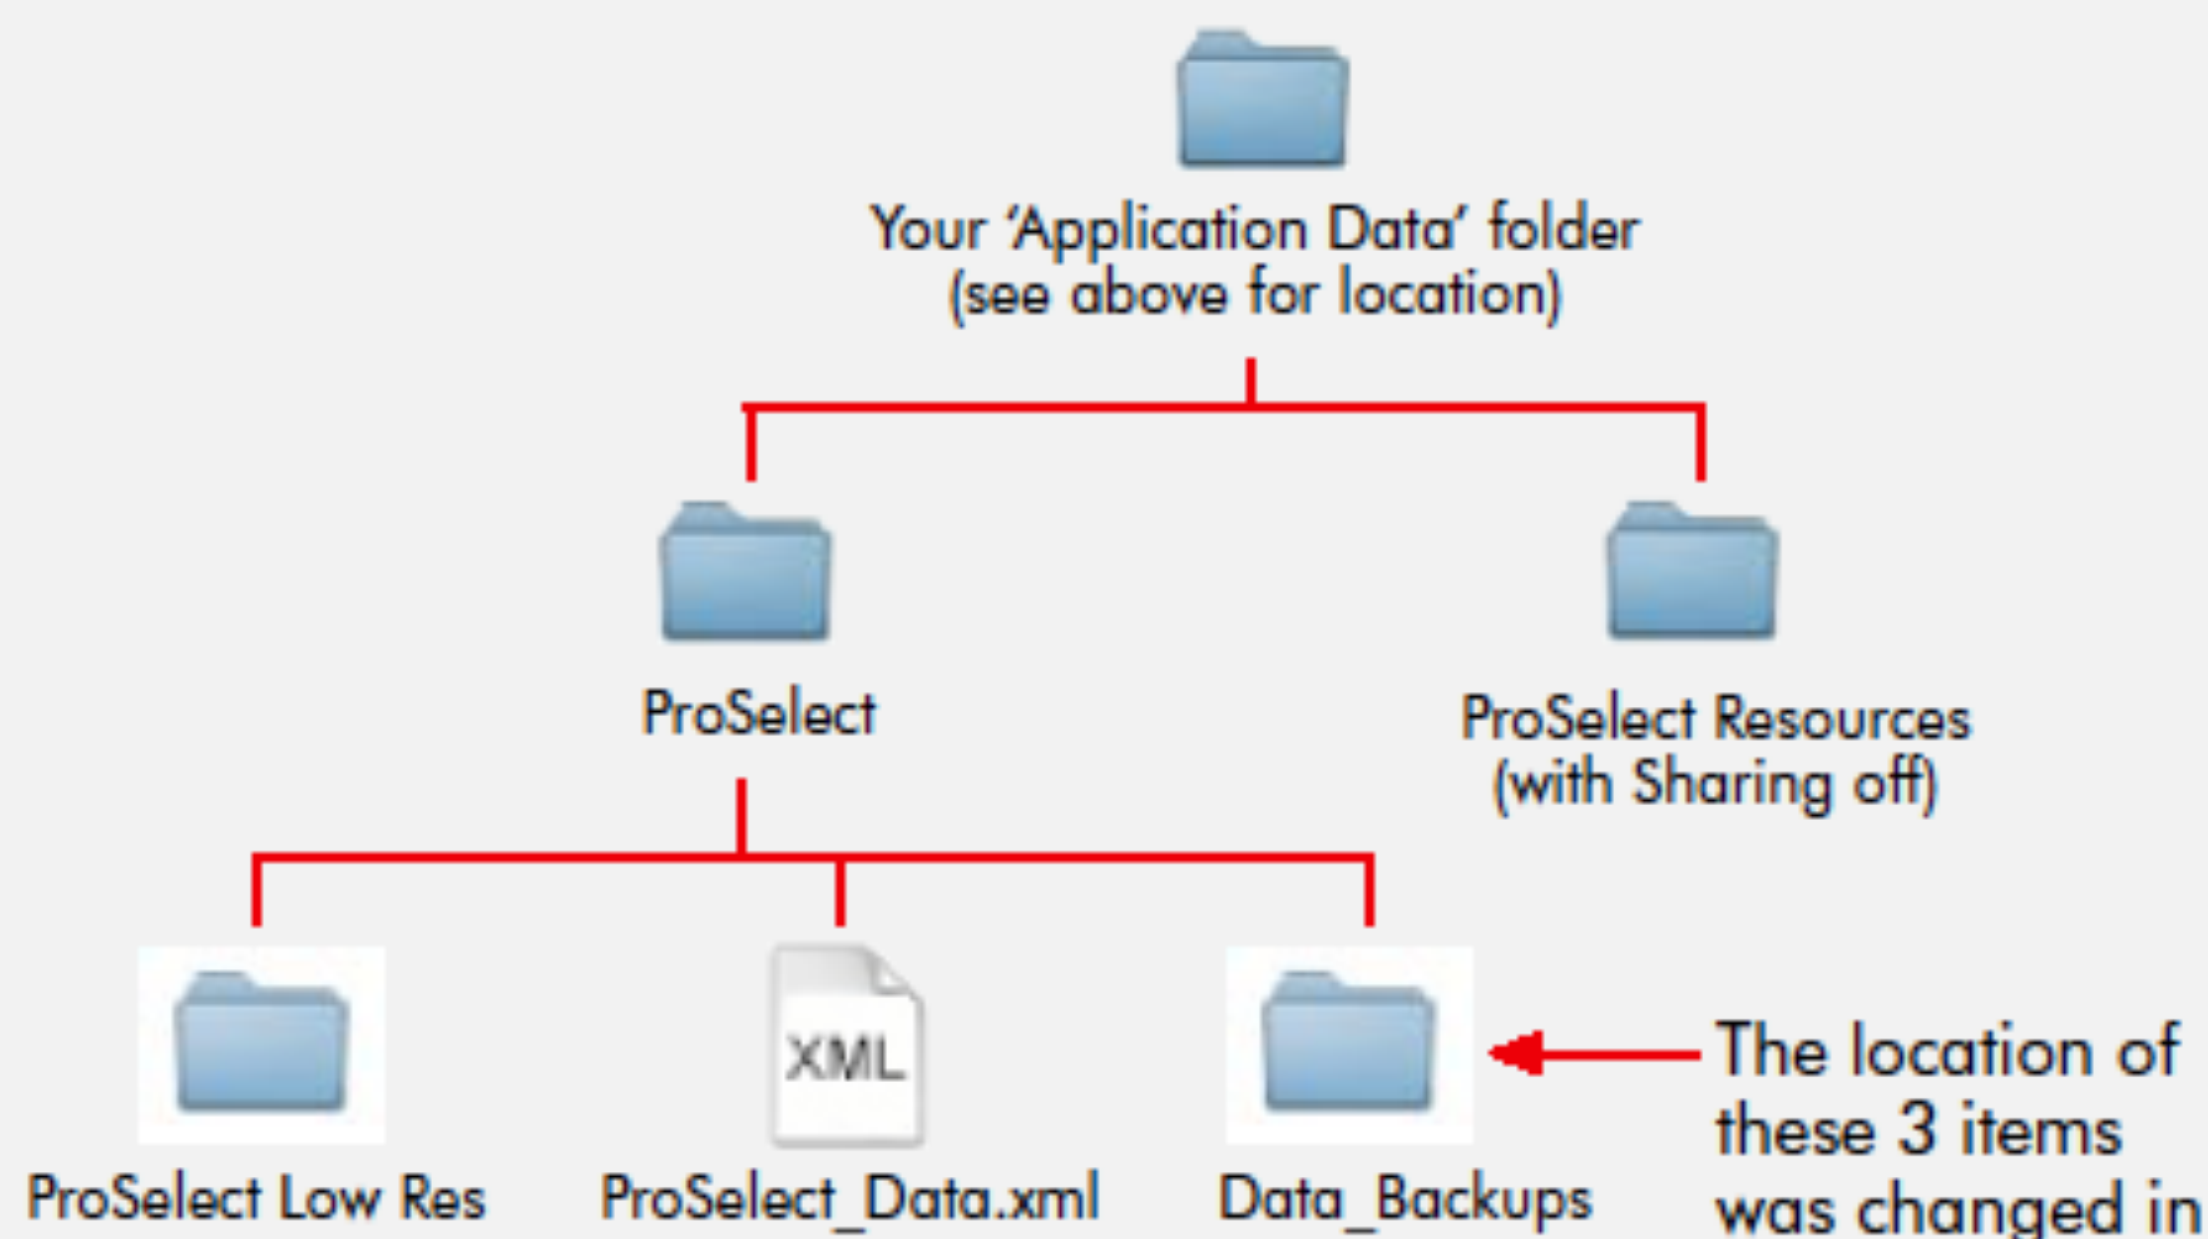 Your ‘Application Data’ folder
(see above for location)
ProSelect
ProSelect Resources
(with Sharing off)
XML
ProSelect Low Res
ProSelect_Data.xml
Data_Backups
The location of
these 3 items
was changed in